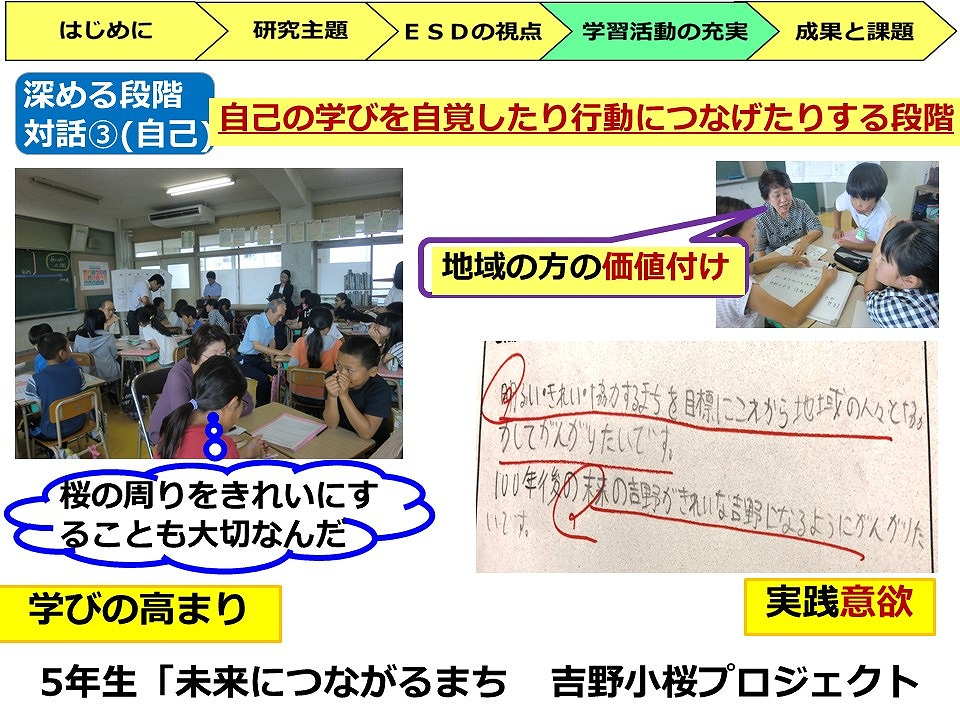 はじめに
研究主題
ESDの視点
学習活動の充実
成果と課題
深める段階
対話③(自己)
自己の学びを自覚したり行動につなげたりする段階
地域の方の価値付け
明るいきれい協力するまちを目標にこれから地域の人々と
してがんばりたいです。
100年後の未来の吉野がきれいな吉野になるようにがんばりた
いです。
桜の周りをきれいにす
ることも大切なんだ
学びの高まり
実践意欲
5年生「未来につながるまち 吉野小桜プロジェクト